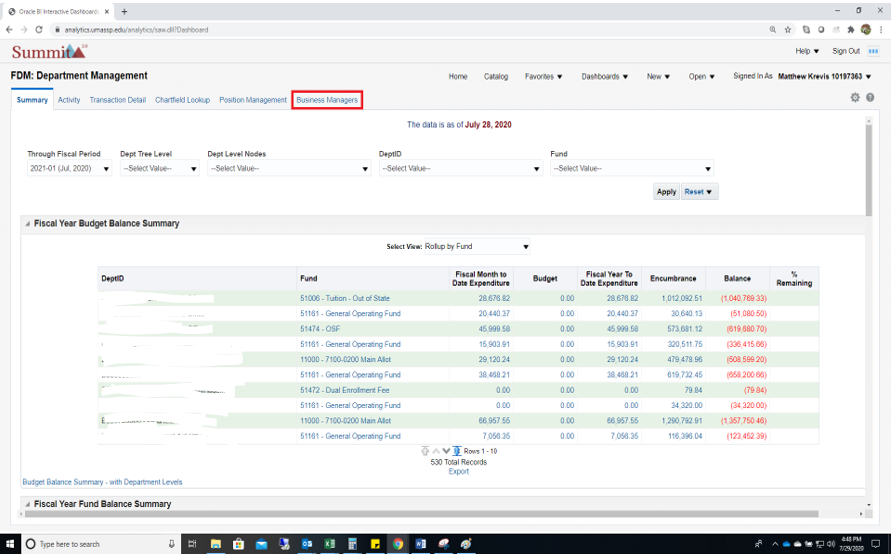 Oracle BI Interactive Dashboards
analytics.umassp.edu/analytics/saw.dll?Dashboard
Summit
Help Sign Out
FDM: Department Management
Home Catalog Favorites Dashboards New Open Signed In As Matthew Krevis 10197363
Summary Activity Transaction Detail Chartfield Lookup Position Management Business Managers
The data is as of July 28, 2020
Through Fiscal Period Dept Tree Level Dept Level Nodes DeptID Fund
2021-01 (Jul, 2020) --Select Value-- --Select Value-- --Select Value-- --Select Value--
Apply Reset
Fiscal Year Budget Balance Summary
Select View: Rollup by Fund
DeptID Fund Fiscal Month to Date Expenditure Budget Fiscal Year To Date Expenditure Encumbrance Balance % Remaining
51006 - Tuition - Out of State 28,676.82 0.00 28,676.82 1,012,092.51 (1,040,769.33)
51161 - General Operating Fund 20,440.37 0.00 20,440.37 30,640.13 (51,080.50)
51474 - OSF 45,999.58 0.00 45,999.58 573,681.12 (619,680.70)
51161 - General Operating Fund 15,903.91 0.00 15,903.91 320,511.75 (336,415.66)
11000 - 7100-0200 Main Allot 29,120.24 0.00 29,120.24 479,478.96 (508,599.20)
51161 - General Operating Fund 38,468.21 0.00 38,468.21 619,732.45 (658,200.66)
51472 - Dual Enrollment Fee 0.00 0.00 0.00 79.84 (79.84)
51161 - General Operating Fund 0.00 0.00 0.00 34,320.00 (34,320.00)
11000 - 7100-0200 Main Allot 66,957.55 0.00 66,957.55 1,290,792.91 (1,357,750.46)
51161 - General Operating Fund 7,056.35 0.00 7,056.35 116,396.04 (123,452.39)
Rows 1 - 10
530 Total Records
Export
Budget Balance Summary - with Department Levels
Fiscal Year Fund Balance Summary
Type here to search
4:48 PM
7/29/2020